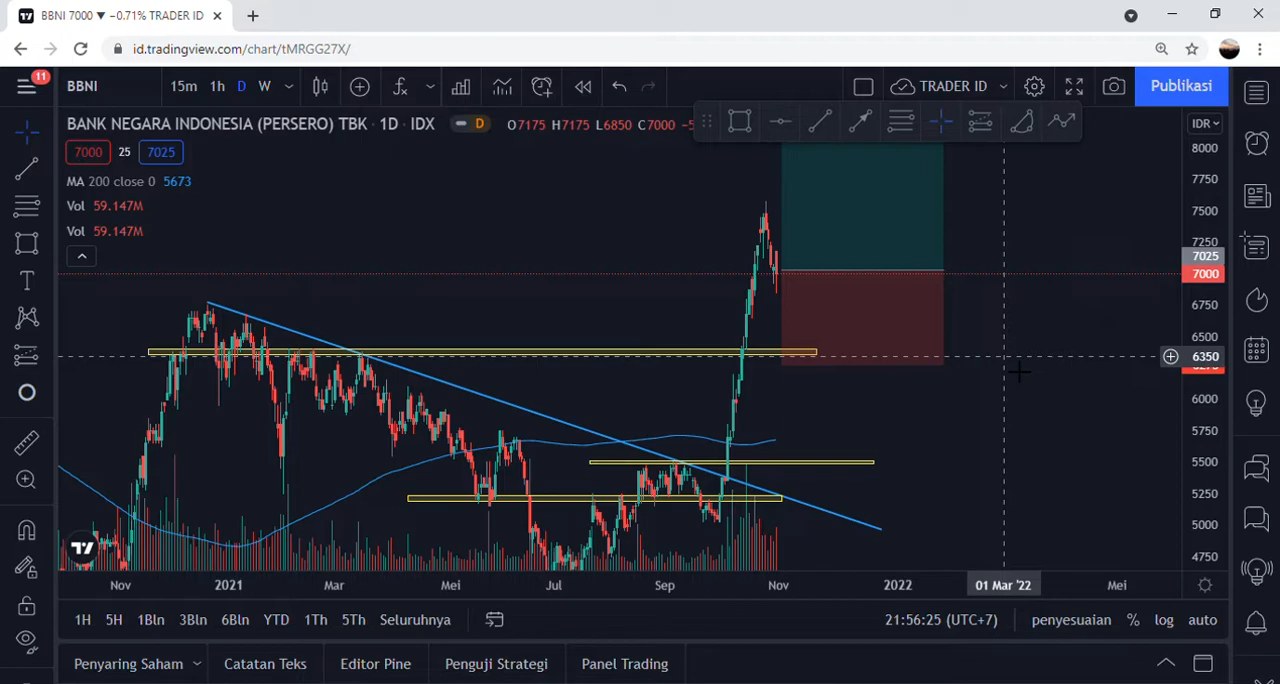 BBNI 7000 ▼ −0.71% TRADER ID
id.tradingview.com/chart/tMRGG27X/
11
BBNI 15m 1h D W TRADER ID Publikasi
BANK NEGARA INDONESIA (PERSERO) TBK · 1D · IDX D O7175 H7175 L6850 C7000
IDR
7000 25 7025
MA 200 close 0 5673
Vol 59.147M
Vol 59.147M
8000
7750
7500
7250
7025
7000
6750
6500
6350
6000
5750
5500
5250
5000
4750
Nov 2021 Mar Mei Jul Sep Nov 2022 01 Mar '22 Mei
1H 5H 1Bln 3Bln 6Bln YTD 1Th 5Th Seluruhnya 21:56:25 (UTC+7) penyesuaian % log auto
Penyaring Saham Catatan Teks Editor Pine Penguji Strategi Panel Trading